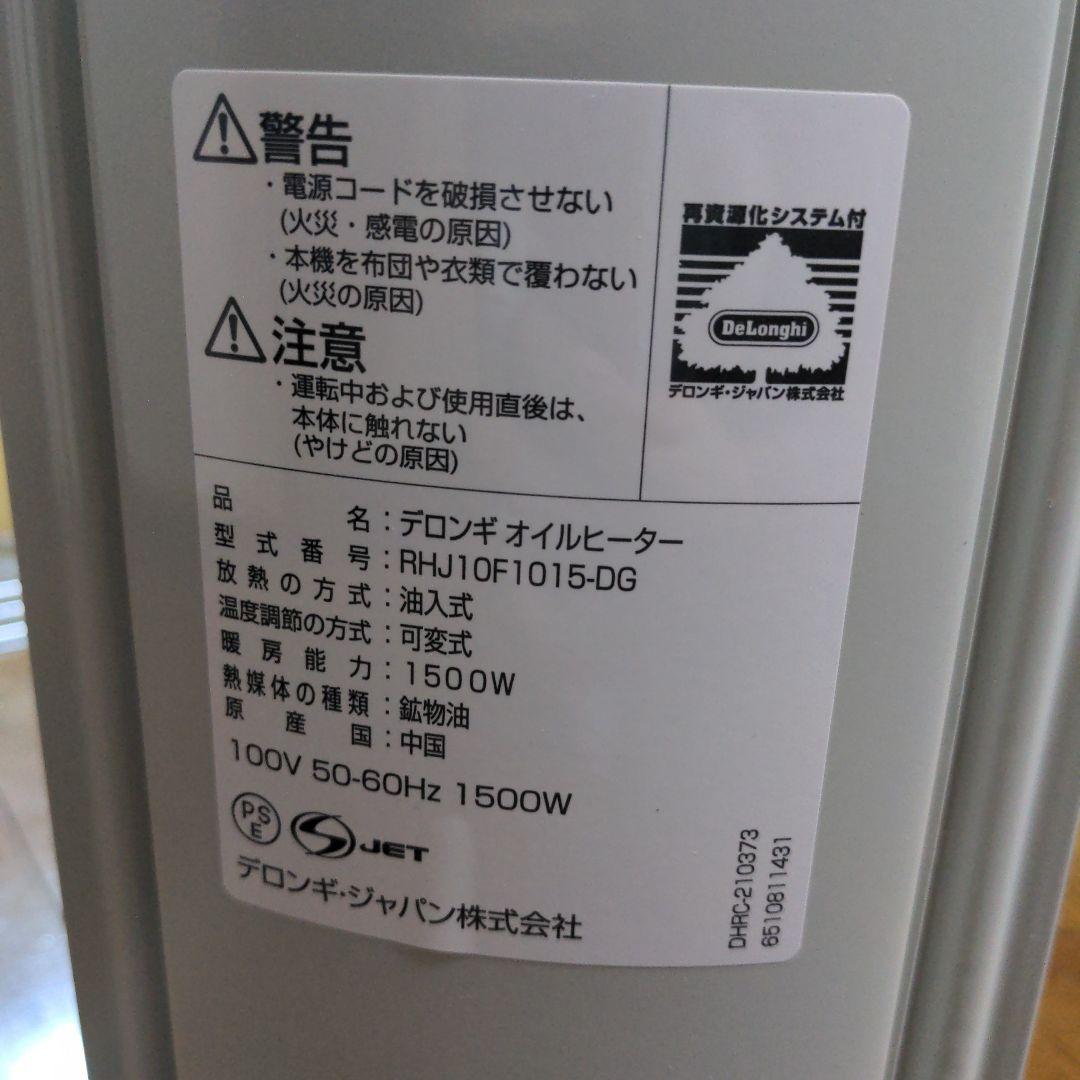 警告
・電源コードを破損させない
(火災・感電の原因)
・本機を布団や衣類で覆わない
(火災の原因)
注意
・運転中および使用直後は、
本体に触れない
(やけどの原因)
再資源化システム付
DeLonghi
デロンギ・ジャパン株式会社
品名：デロンギ オイルヒーター
型式番号：RHJ10F1015-DG
放熱の方式：油入式
温度調節の方式：可変式
暖房能力：1500W
熱媒体の種類：鉱物油
原産国：中国
100V 50-60Hz 1500W
PSE JET
デロンギ・ジャパン株式会社
DHRC-210373
6510811431